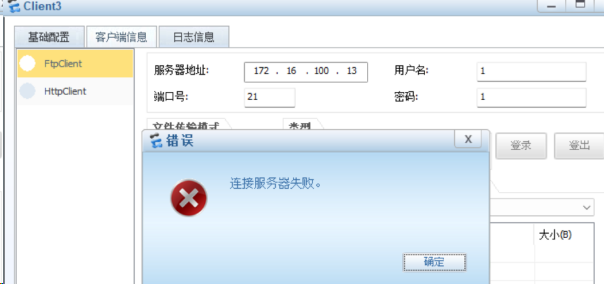 Client3
基础配置 客户端信息 日志信息
FtpClient
HttpClient
服务器地址: 172 . 16 . 100 . 13 用户名: 1
端口号: 21 密码: 1
文件传输模式 类型
错误
登录 登出
连接服务器失败。
大小(B)
确定